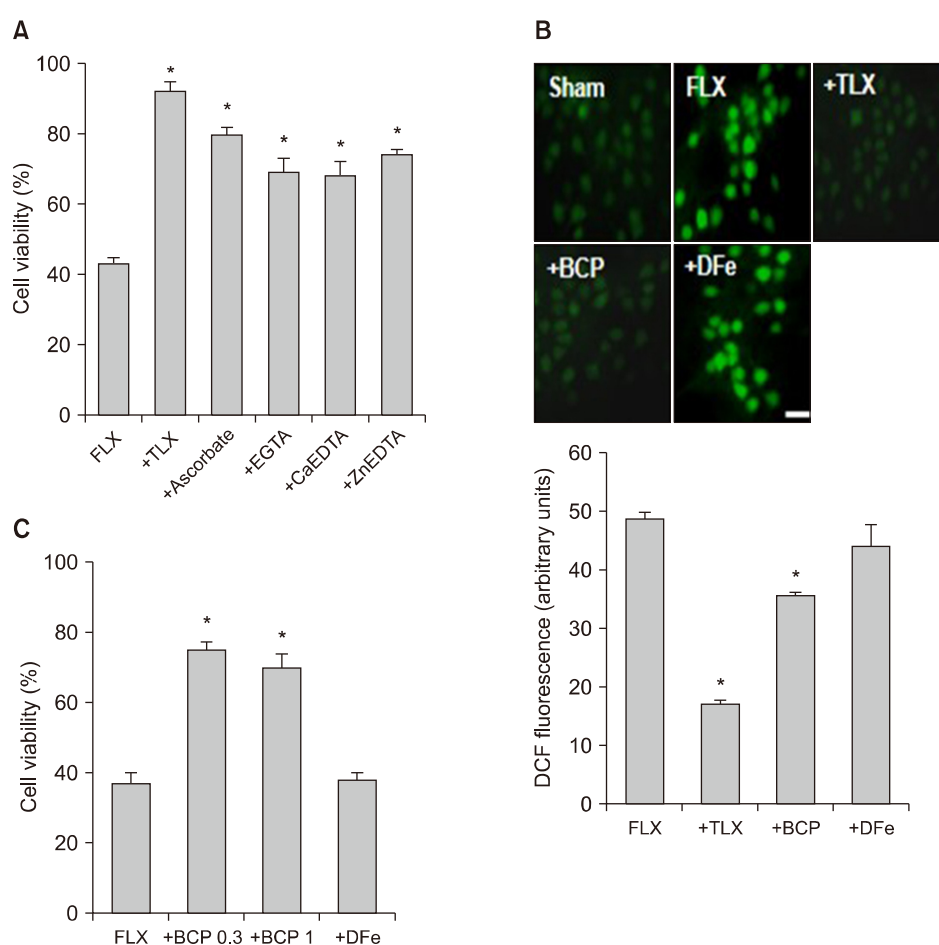 A
Cell viability (%)
100
80
60
40
20
0
* * * * *
FLX +TLX +Ascorbate +EGTA +CaEDTA +ZnEDTA
B
Sham FLX +TLX
+BCP +DFe
DCF fluorescence (arbitrary units)
60
50
40
30
20
10
0
* *
FLX +TLX +BCP +DFe
C
Cell viability (%)
100
80
60
40
20
0
* *
FLX +BCP 0.3 +BCP 1 +DFe